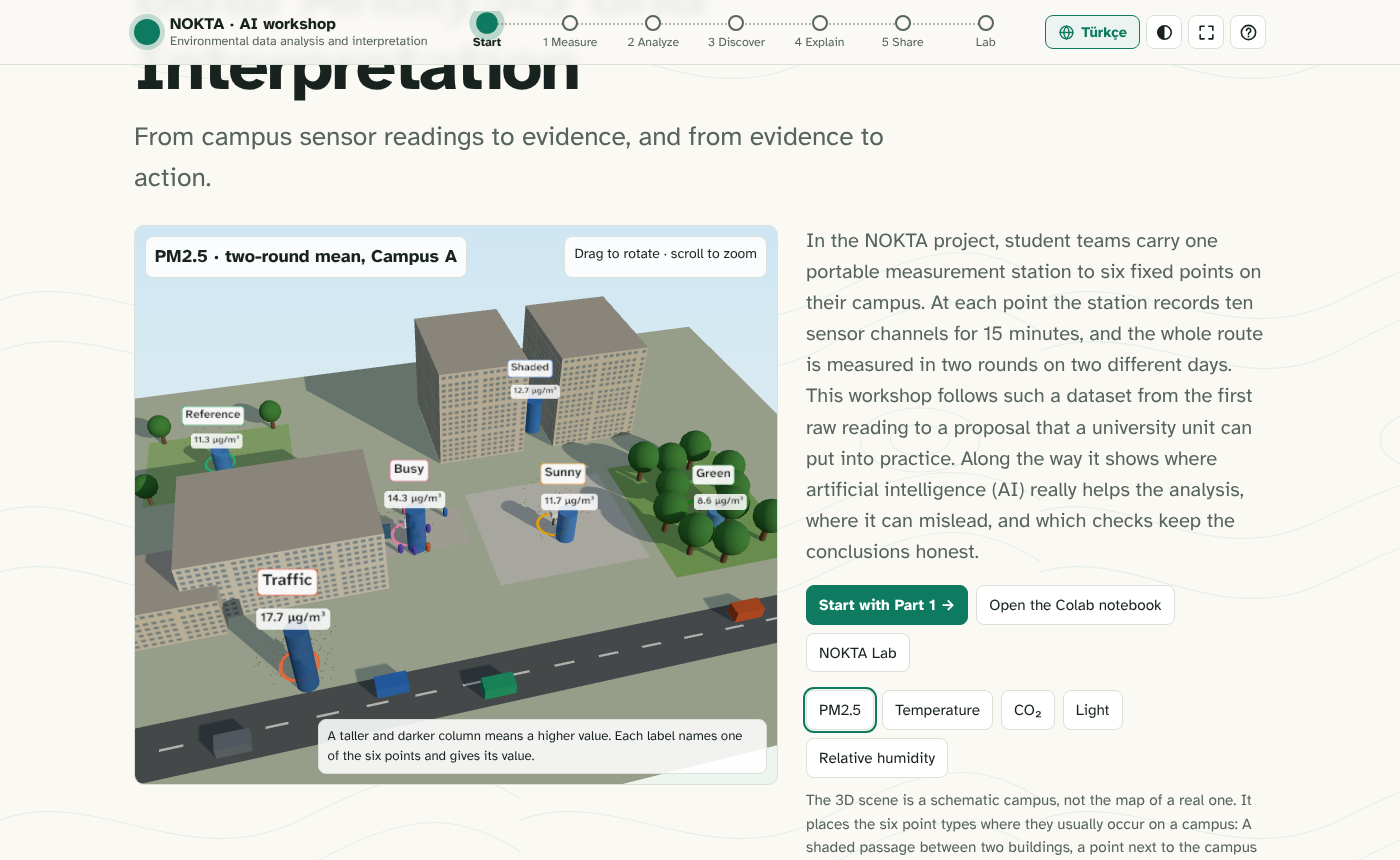 NOKTA · AI workshop
Environmental data analysis and interpretation
Start
1 Measure
2 Analyze
3 Discover
4 Explain
5 Share
Lab
Türkçe
Interpretation
From campus sensor readings to evidence, and from evidence to
action.
PM2.5 · two-round mean, Campus A
Drag to rotate · scroll to zoom
Shaded
12.7 µg/m³
Reference
11.3 µg/m³
Busy
14.3 µg/m³
Sunny
11.7 µg/m³
Green
8.6 µg/m³
Traffic
17.7 µg/m³
A taller and darker column means a higher value. Each label names one
of the six points and gives its value.
In the NOKTA project, student teams carry one
portable measurement station to six fixed points on
their campus. At each point the station records ten
sensor channels for 15 minutes, and the whole route
is measured in two rounds on two different days.
This workshop follows such a dataset from the first
raw reading to a proposal that a university unit can
put into practice. Along the way it shows where
artificial intelligence (AI) really helps the analysis,
where it can mislead, and which checks keep the
conclusions honest.
Start with Part 1 →
Open the Colab notebook
NOKTA Lab
PM2.5
Temperature
CO₂
Light
Relative humidity
The 3D scene is a schematic campus, not the map of a real one. It
places the six point types where they usually occur on a campus: A
shaded passage between two buildings, a point next to the campus